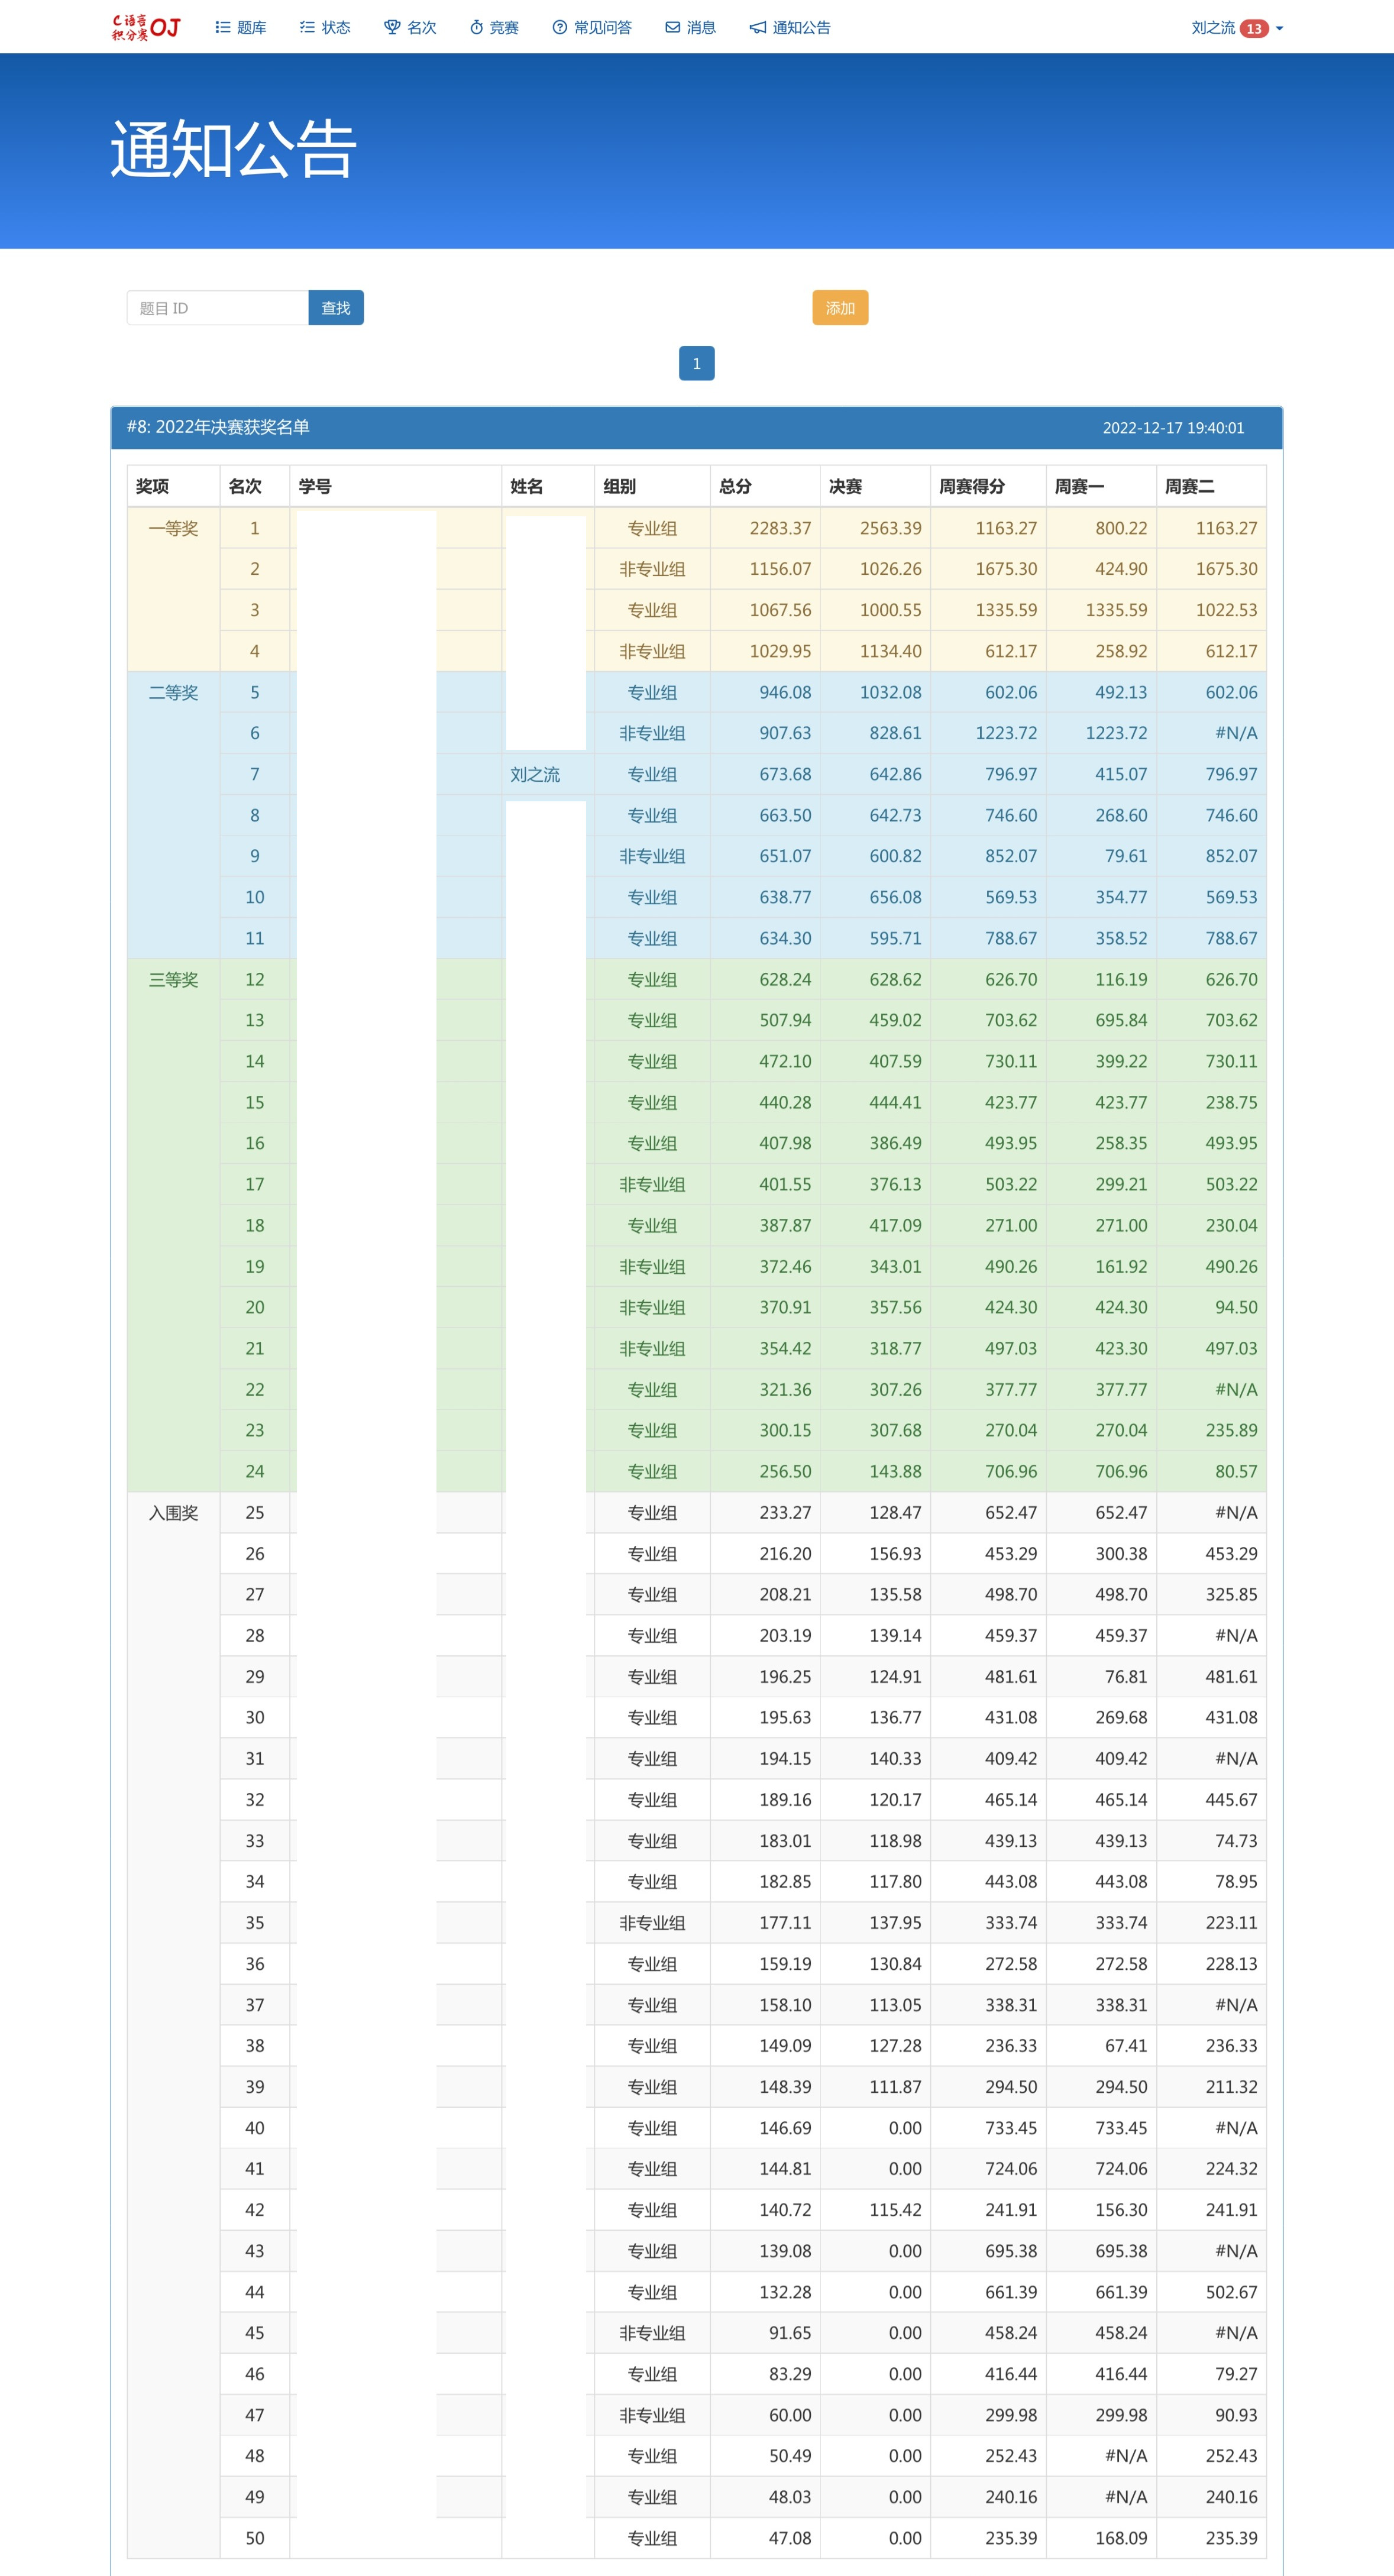 C语言
积分赛 OJ 题库 状态 名次 竞赛 常见问答 消息 通知公告 刘之流 13
通知公告
题目 ID 查找 添加
1
#8: 2022年决赛获奖名单 2022-12-17 19:40:01
奖项 名次 学号 姓名 组别 总分 决赛 周赛得分 周赛一 周赛二
一等奖 1 专业组 2283.37 2563.39 1163.27 800.22 1163.27
2 非专业组 1156.07 1026.26 1675.30 424.90 1675.30
3 专业组 1067.56 1000.55 1335.59 1335.59 1022.53
4 非专业组 1029.95 1134.40 612.17 258.92 612.17
二等奖 5 专业组 946.08 1032.08 602.06 492.13 602.06
6 非专业组 907.63 828.61 1223.72 1223.72 #N/A
7 刘之流 专业组 673.68 642.86 796.97 415.07 796.97
8 专业组 663.50 642.73 746.60 268.60 746.60
9 非专业组 651.07 600.82 852.07 79.61 852.07
10 专业组 638.77 656.08 569.53 354.77 569.53
11 专业组 634.30 595.71 788.67 358.52 788.67
三等奖 12 专业组 628.24 628.62 626.70 116.19 626.70
13 专业组 507.94 459.02 703.62 695.84 703.62
14 专业组 472.10 407.59 730.11 399.22 730.11
15 专业组 440.28 444.41 423.77 423.77 238.75
16 专业组 407.98 386.49 493.95 258.35 493.95
17 非专业组 401.55 376.13 503.22 299.21 503.22
18 专业组 387.87 417.09 271.00 271.00 230.04
19 非专业组 372.46 343.01 490.26 161.92 490.26
20 非专业组 370.91 357.56 424.30 424.30 94.50
21 非专业组 354.42 318.77 497.03 423.30 497.03
22 专业组 321.36 307.26 377.77 377.77 #N/A
23 专业组 300.15 307.68 270.04 270.04 235.89
24 专业组 256.50 143.88 706.96 706.96 80.57
入围奖 25 专业组 233.27 128.47 652.47 652.47 #N/A
26 专业组 216.20 156.93 453.29 300.38 453.29
27 专业组 208.21 135.58 498.70 498.70 325.85
28 专业组 203.19 139.14 459.37 459.37 #N/A
29 专业组 196.25 124.91 481.61 76.81 481.61
30 专业组 195.63 136.77 431.08 269.68 431.08
31 专业组 194.15 140.33 409.42 409.42 #N/A
32 专业组 189.16 120.17 465.14 465.14 445.67
33 专业组 183.01 118.98 439.13 439.13 74.73
34 专业组 182.85 117.80 443.08 443.08 78.95
35 非专业组 177.11 137.95 333.74 333.74 223.11
36 专业组 159.19 130.84 272.58 272.58 228.13
37 专业组 158.10 113.05 338.31 338.31 #N/A
38 专业组 149.09 127.28 236.33 67.41 236.33
39 专业组 148.39 111.87 294.50 294.50 211.32
40 专业组 146.69 0.00 733.45 733.45 #N/A
41 专业组 144.81 0.00 724.06 724.06 224.32
42 专业组 140.72 115.42 241.91 156.30 241.91
43 专业组 139.08 0.00 695.38 695.38 #N/A
44 专业组 132.28 0.00 661.39 661.39 502.67
45 非专业组 91.65 0.00 458.24 458.24 #N/A
46 专业组 83.29 0.00 416.44 416.44 79.27
47 非专业组 60.00 0.00 299.98 299.98 90.93
48 专业组 50.49 0.00 252.43 #N/A 252.43
49 专业组 48.03 0.00 240.16 #N/A 240.16
50 专业组 47.08 0.00 235.39 168.09 235.39